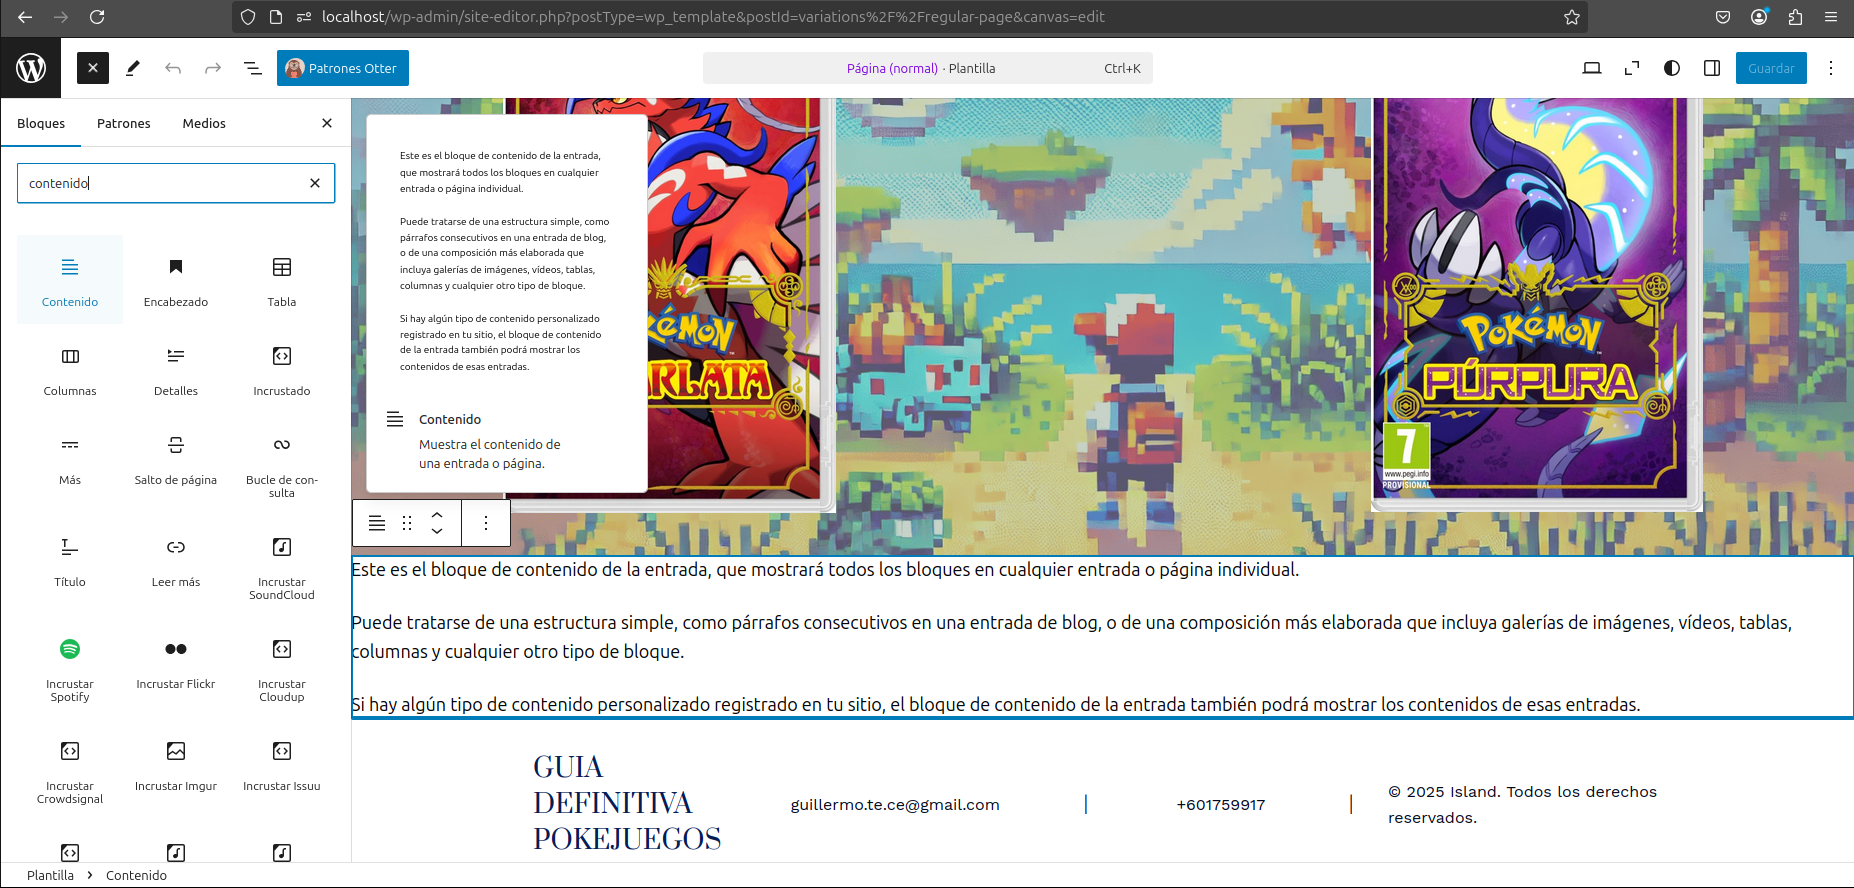 localhost/wp-admin/site-editor.php?postType=wp_template&postId=variations%2F%2Fregular-page&canvas=edit
Patrones Otter
Página (normal) · Plantilla
Ctrl+K
Guardar
Bloques
Patrones
Medios
contenido
Contenido
Encabezado
Tabla
Columnas
Detalles
Incrustado
Más
Salto de página
Bucle de con-
sulta
Título
Leer más
Incrustar
SoundCloud
Incrustar
Spotify
Incrustar Flickr
Incrustar
Cloudup
Incrustar
Crowdsignal
Incrustar Imgur
Incrustar Issuu
Este es el bloque de contenido de la entrada,
que mostrará todos los bloques en cualquier
entrada o página individual.
Puede tratarse de una estructura simple, como
párrafos consecutivos en una entrada de blog,
o de una composición más elaborada que
incluya galerías de imágenes, vídeos, tablas,
columnas y cualquier otro tipo de bloque.
Si hay algún tipo de contenido personalizado
registrado en tu sitio, el bloque de contenido
de la entrada también podrá mostrar los
contenidos de esas entradas.
Contenido
Muestra el contenido de
una entrada o página.
KéMON
RLATA
POKéMON
PÚRPURA
7
www.pegi.info
PROVISIONAL
Este es el bloque de contenido de la entrada, que mostrará todos los bloques en cualquier entrada o página individual.
Puede tratarse de una estructura simple, como párrafos consecutivos en una entrada de blog, o de una composición más elaborada que incluya galerías de imágenes, vídeos, tablas,
columnas y cualquier otro tipo de bloque.
Si hay algún tipo de contenido personalizado registrado en tu sitio, el bloque de contenido de la entrada también podrá mostrar los contenidos de esas entradas.
GUIA
DEFINITIVA
POKEJUEGOS
guillermo.te.ce@gmail.com
|
+601759917
|
© 2025 Island. Todos los derechos
reservados.
Plantilla > Contenido